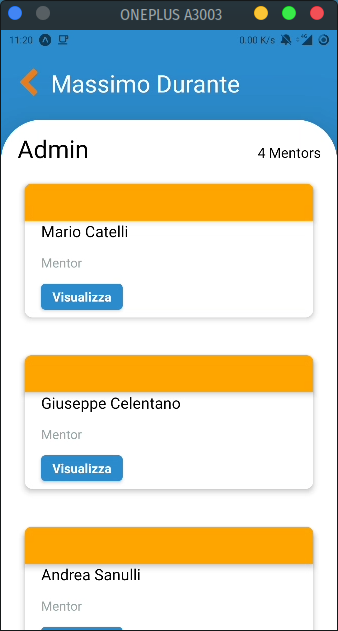 ONEPLUS A3003
11.20
0.00 K/s
4G
Massimo Durante
Admin
4 Mentors
Mario Catelli
Mentor
Visualizza
Giuseppe Celentano
Mentor
Visualizza
Andrea Sanulli
Mentor